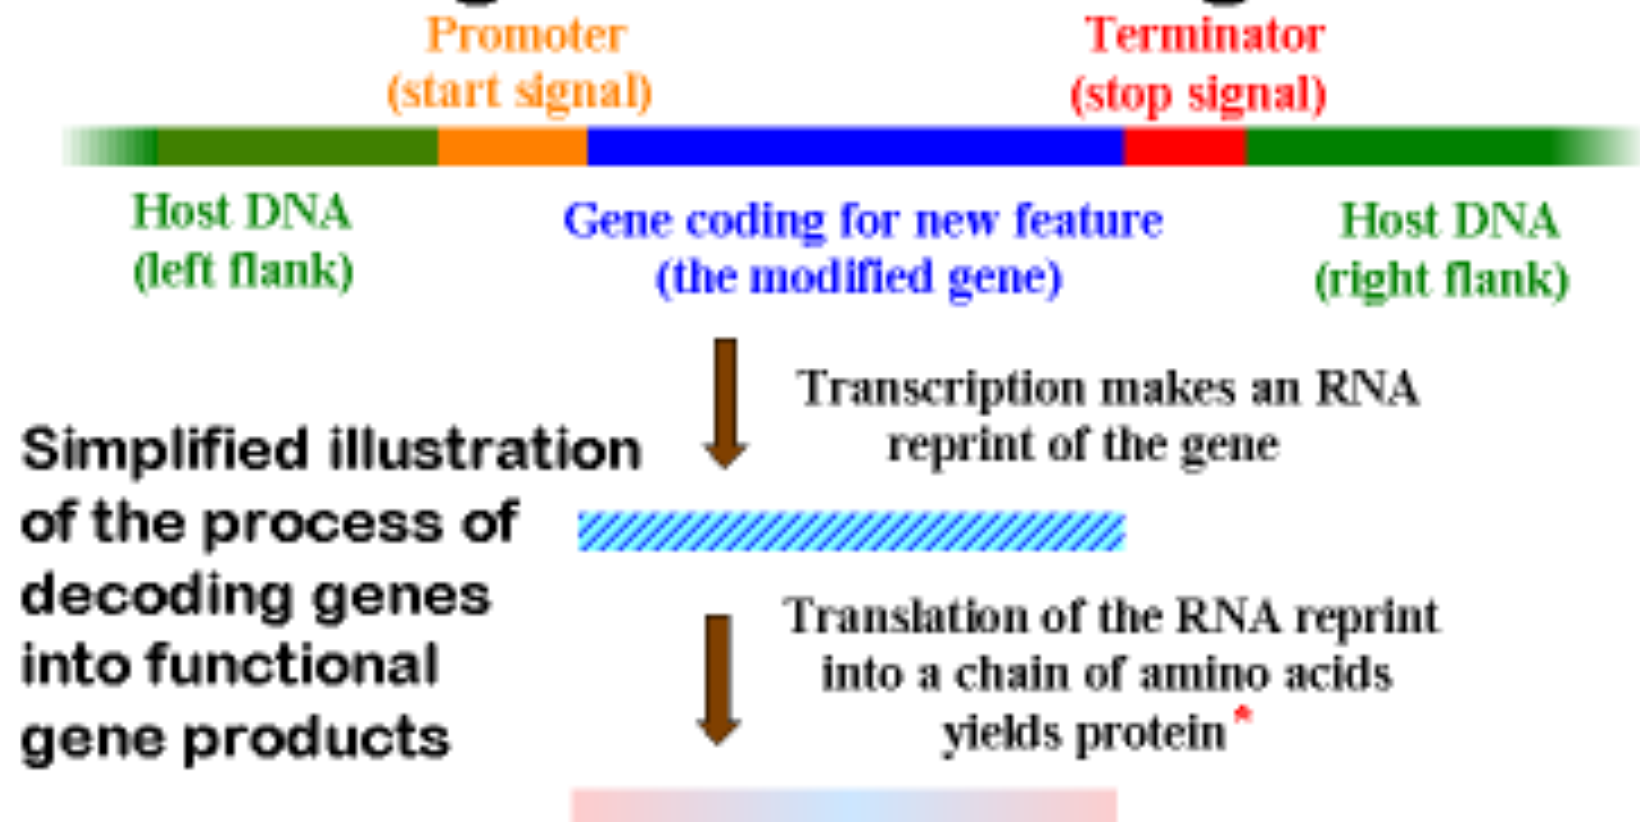 Promoter
(start signal)
Terminator
(stop signal)
Host DNA
(left flank)
Gene coding for new feature
(the modified gene)
Host DNA
(right flank)
Transcription makes an RNA
reprint of the gene
Simplified illustration
of the process of
decoding genes
into functional
gene products
Translation of the RNA reprint
into a chain of amino acids
yields protein*